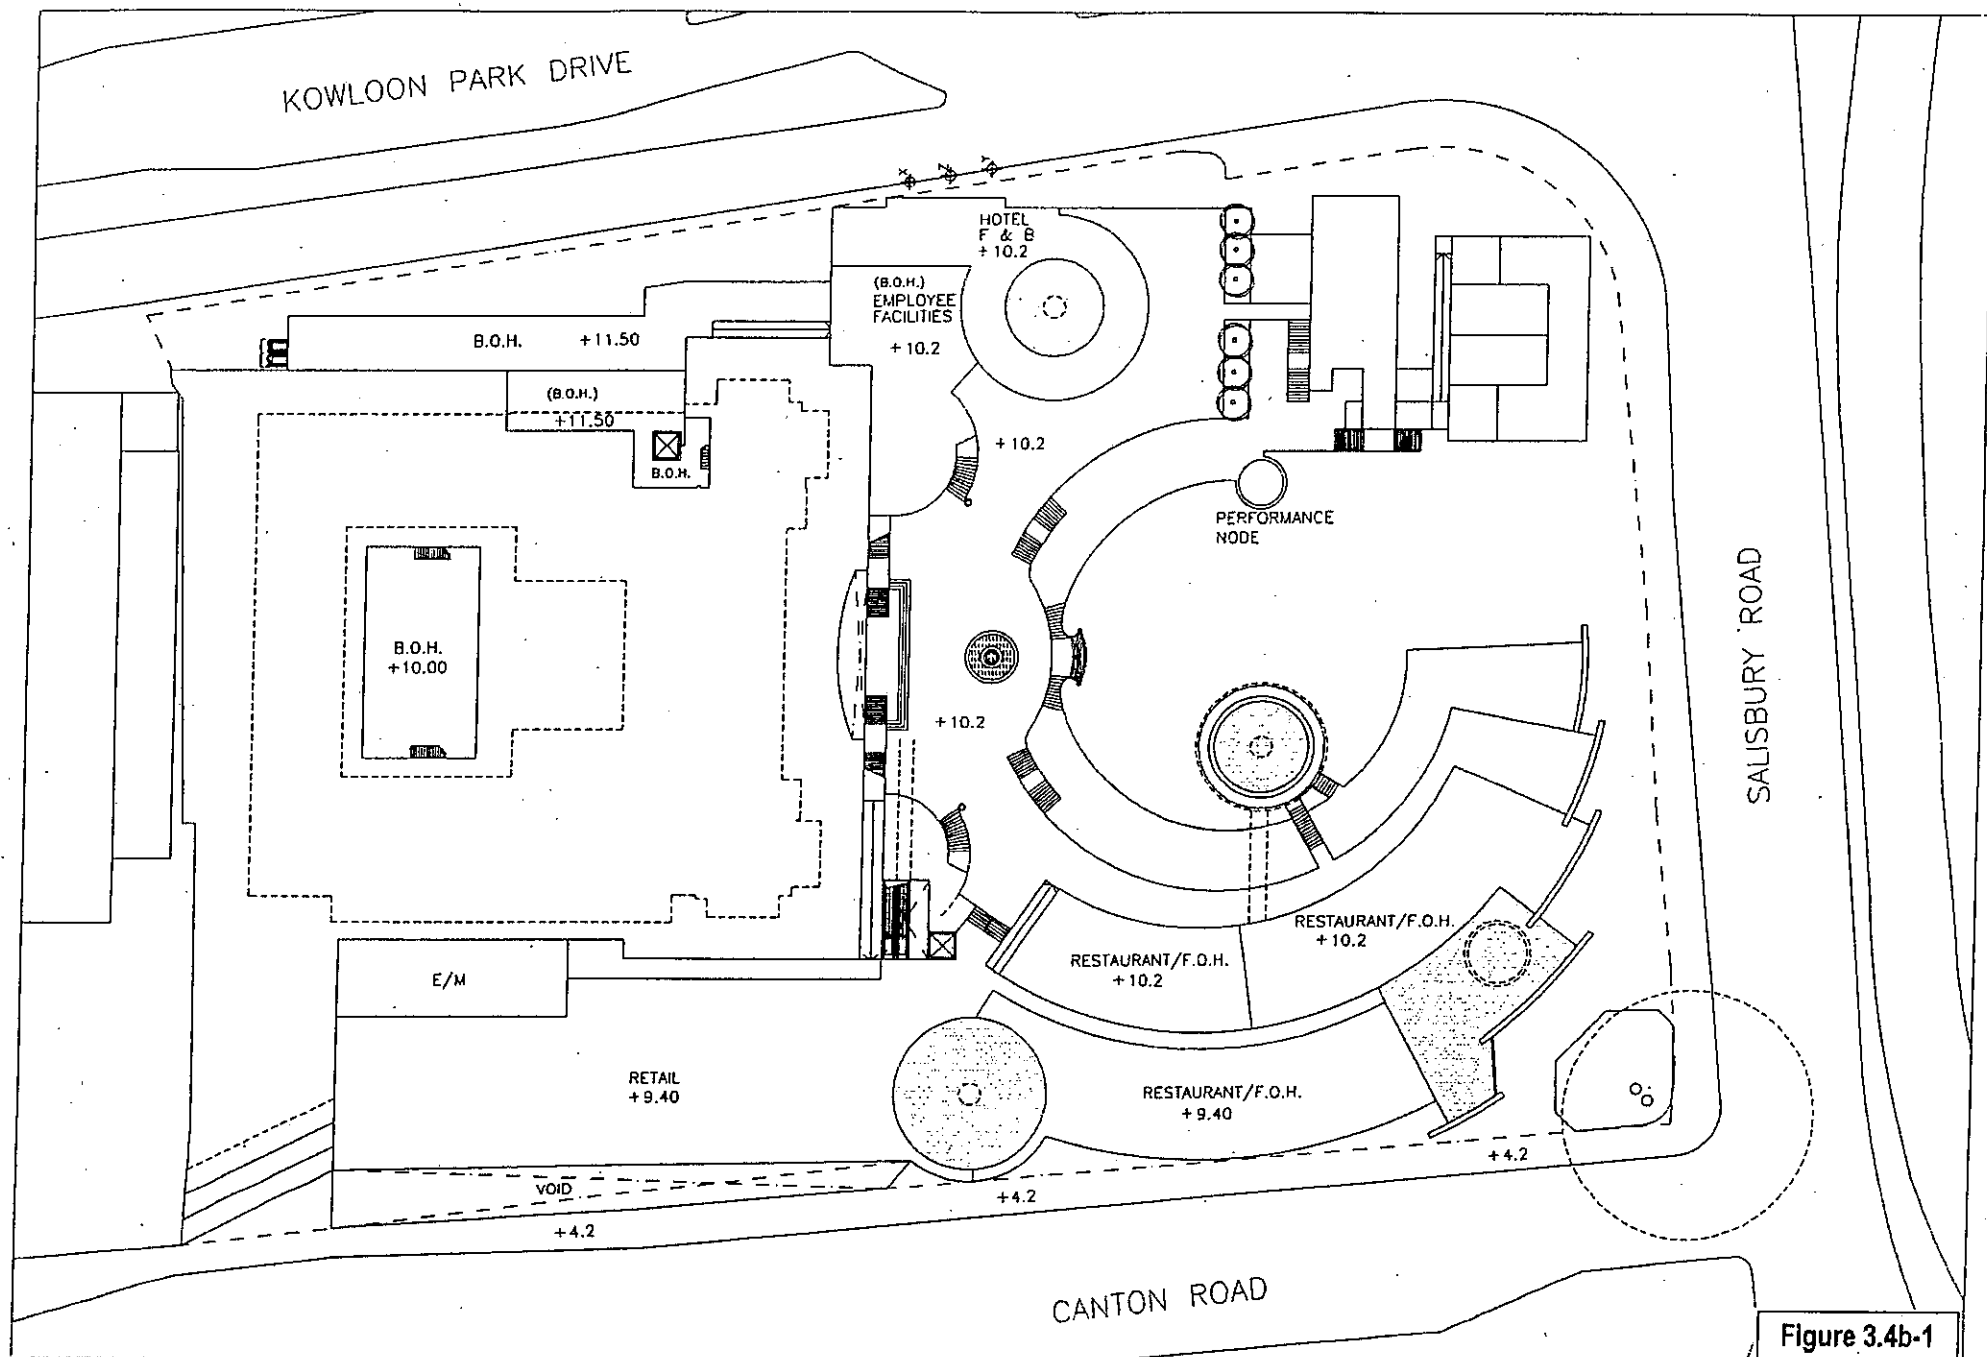 KOWLOON PARK DRIVE
X
Z
Y
HOTEL
F & B
+10.2
(B.O.H.)
EMPLOYEE
FACILITIES
+10.2
B.O.H. +11.50
(B.O.H.)
+11.50
B.O.H.
+10.2
PERFORMANCE
NODE
SALISBURY ROAD
B.O.H.
+10.00
+10.2
RESTAURANT/F.O.H.
+10.2
RESTAURANT/F.O.H.
+10.2
E/M
RETAIL
+9.40
RESTAURANT/F.O.H.
+9.40
VOID
+4.2
+4.2
+4.2
CANTON ROAD
Figure 3.4b-1